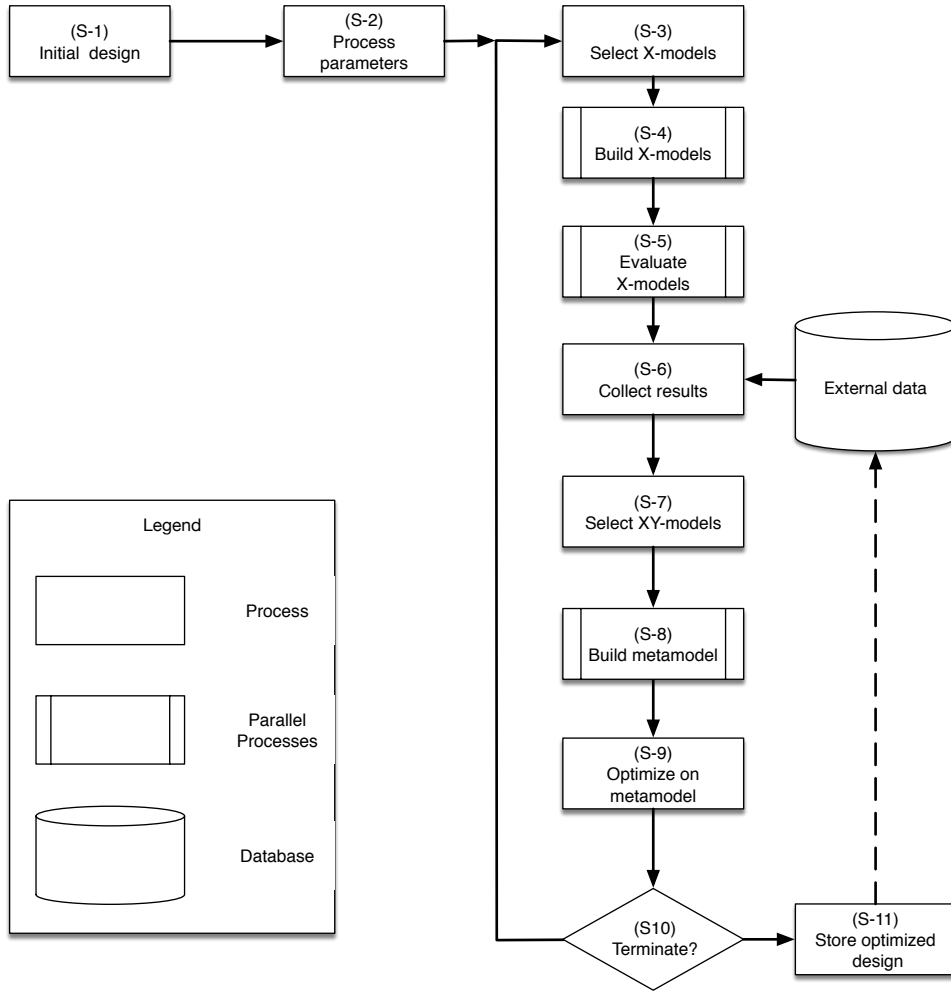 (S-1)
Initial design
(S-2)
Process
parameters
(S-3)
Select X-models
(S-4)
Build X-models
(S-5)
Evaluate
X-models
(S-6)
Collect results
External data
(S-7)
Select XY-models
(S-8)
Build metamodel
(S-9)
Optimize on
metamodel
(S10)
Terminate?
(S-11)
Store optimized
design
Legend
Process
Parallel
Processes
Database